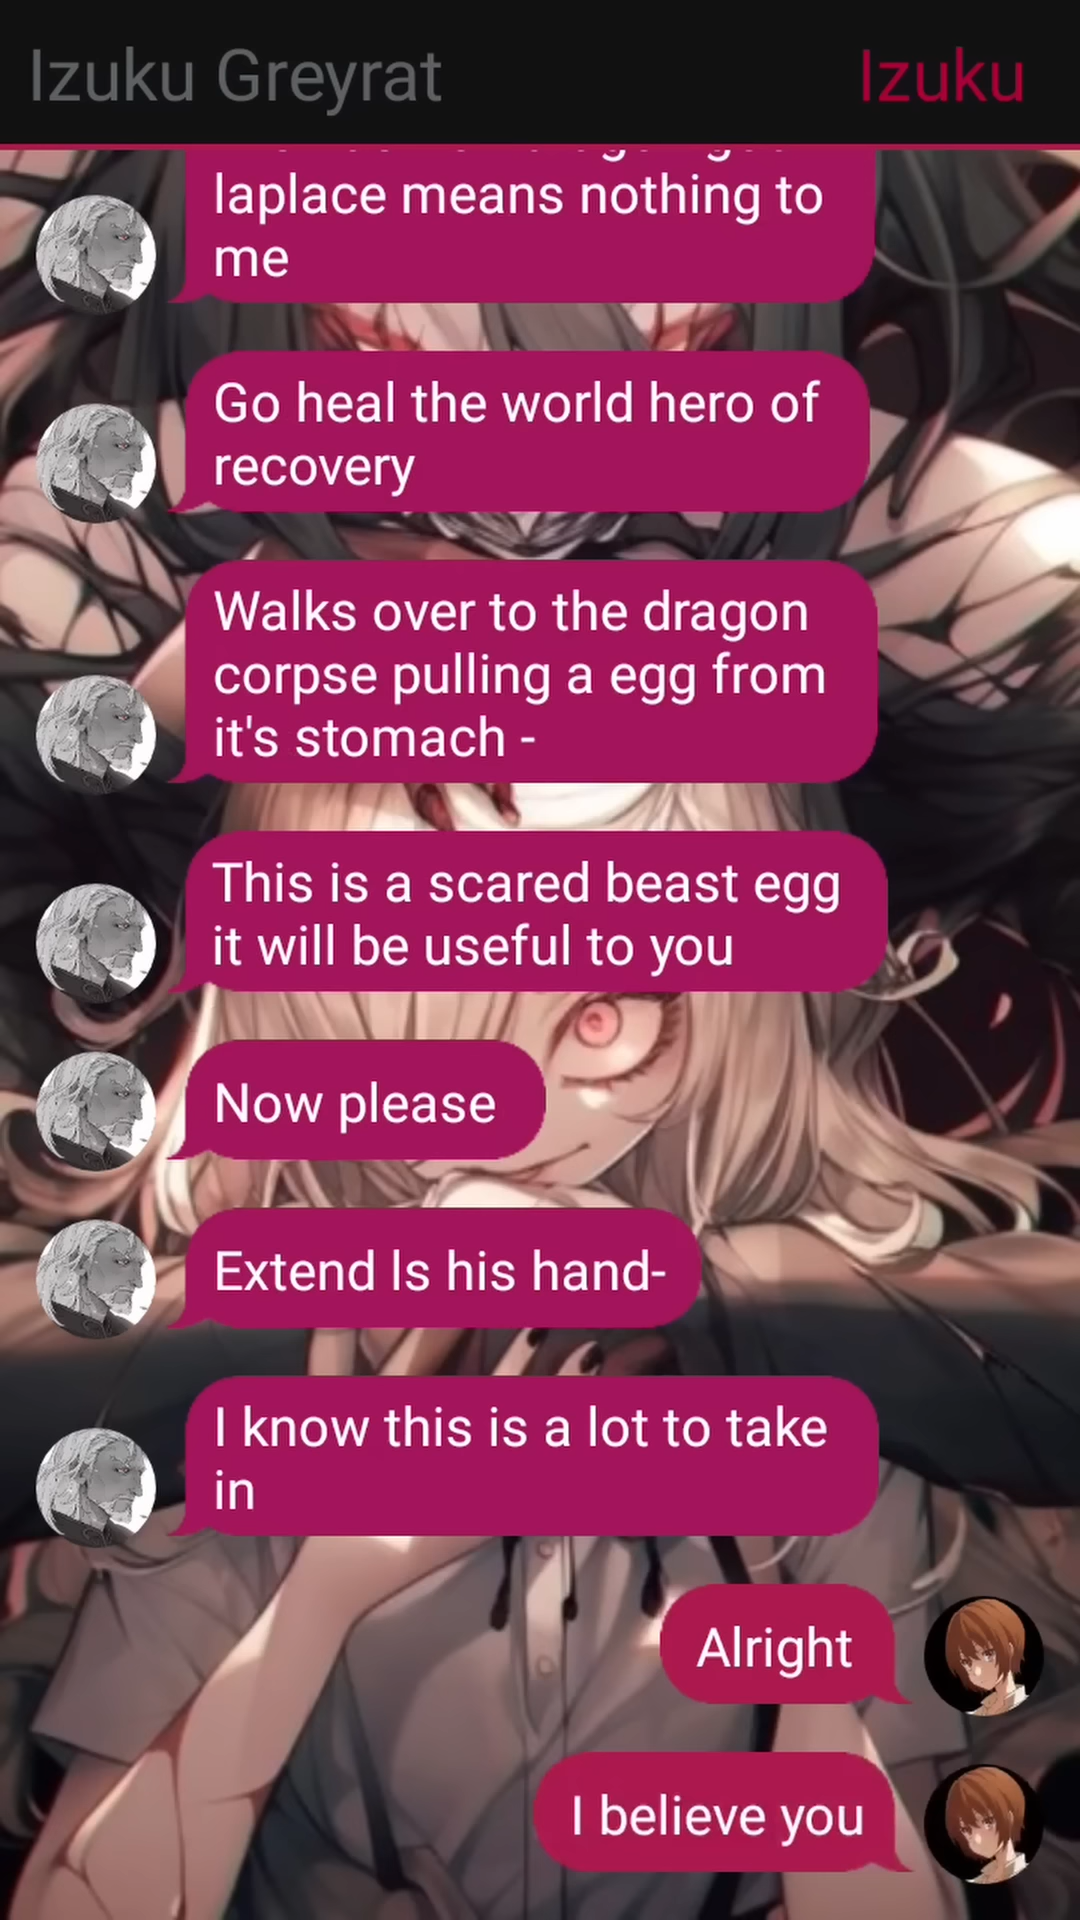 Izuku Greyrat
Izuku
laplace means nothing to
me
Go heal the world hero of
recovery
Walks over to the dragon
corpse pulling a egg from
it's stomach -
This is a scared beast egg
it will be useful to you
Now please
Extend Is his hand-
I know this is a lot to take
in
Alright
I believe you